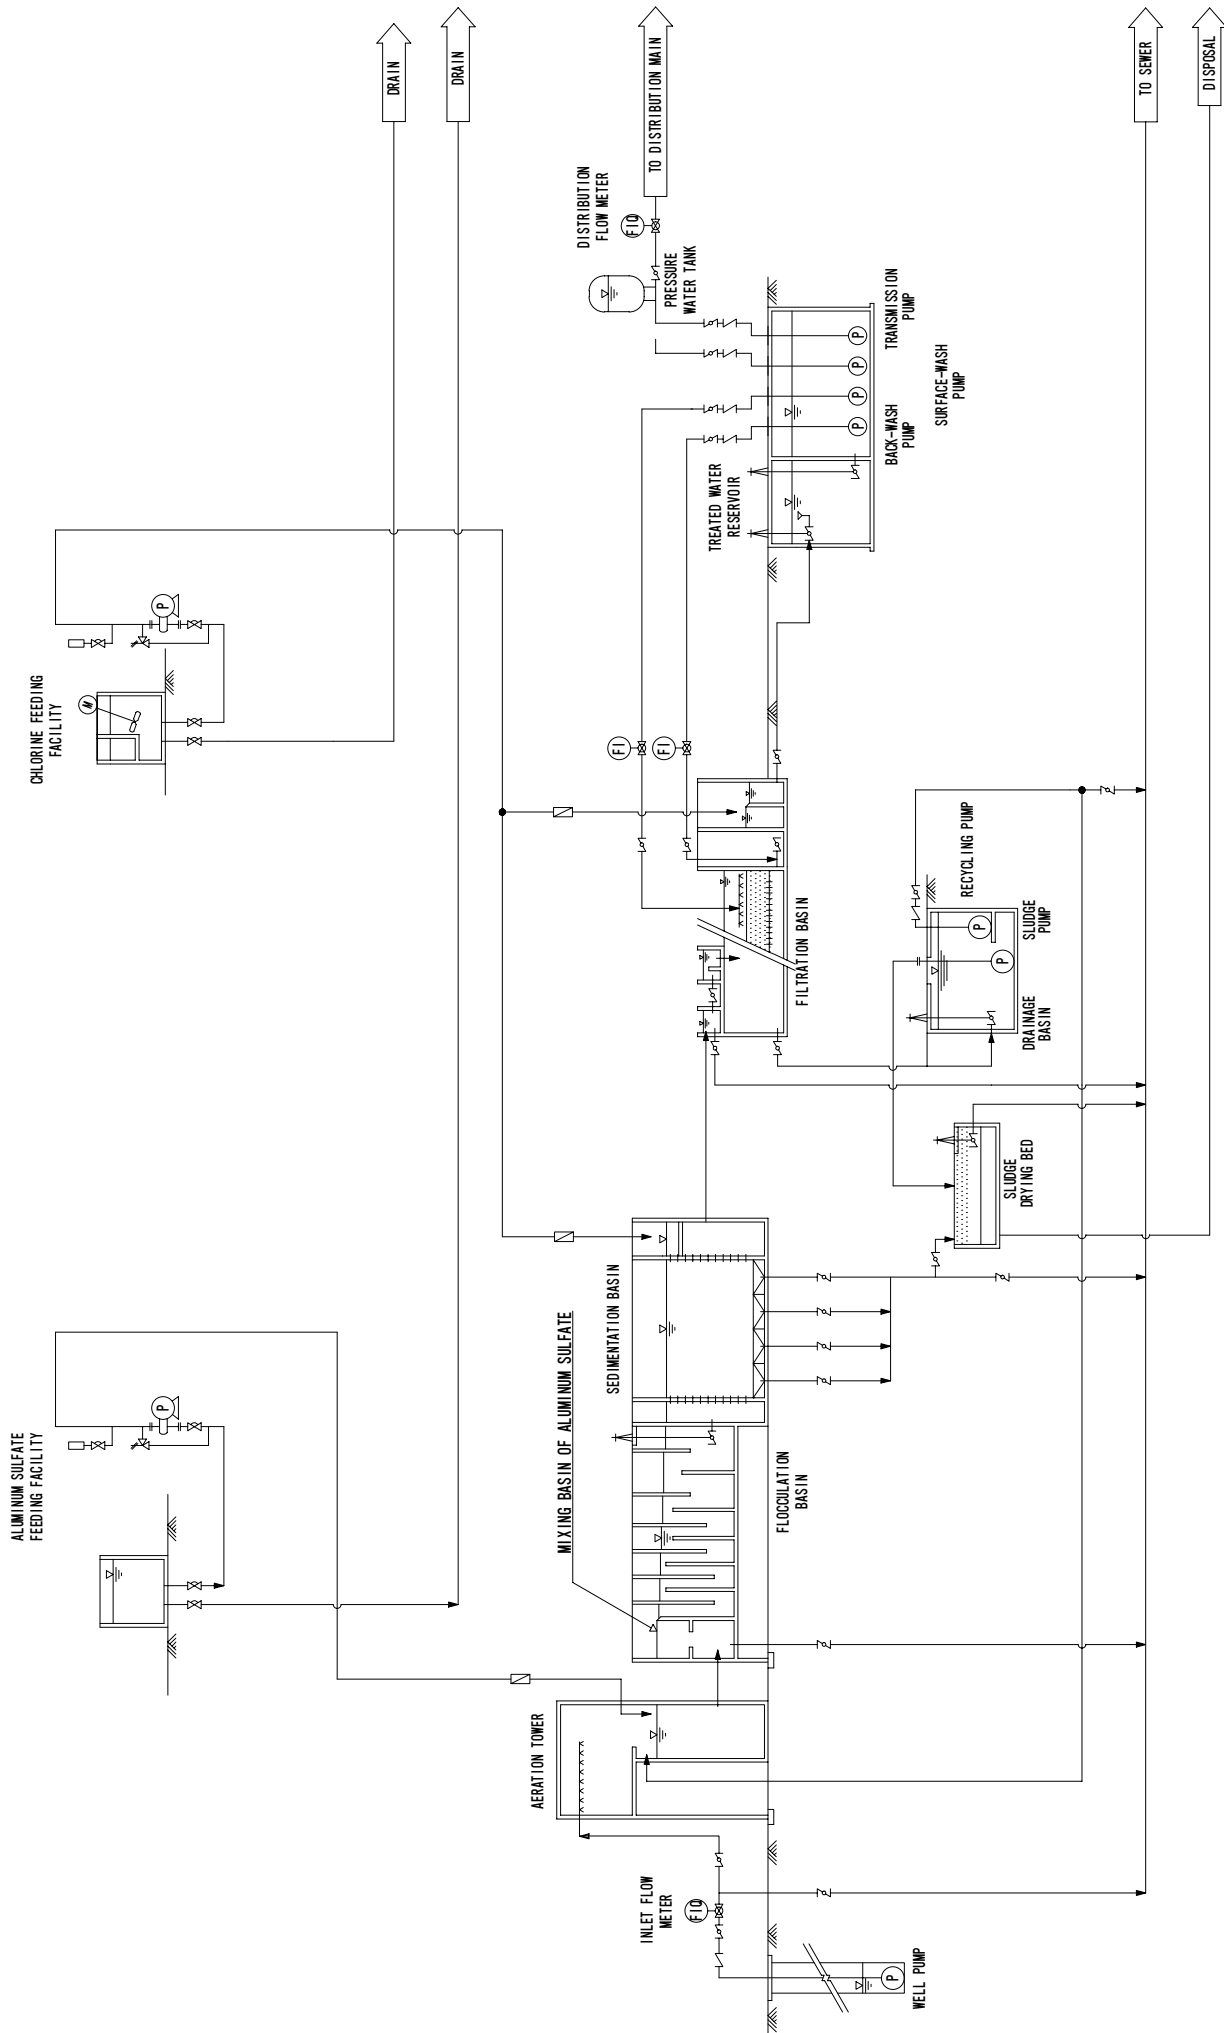 ALUMINUM SULFATE
FEEDING FACILITY
P
CHLORINE FEEDING
FACILITY
M
P
DRAIN
DRAIN
INLET FLOW
METER
FIQ
WELL PUMP
P
AERATION TOWER
MIXING BASIN OF ALUMINUM SULFATE
FLOCCULATION
BASIN
SEDIMENTATION BASIN
FILTRATION BASIN
FI
FI
TREATED WATER
RESERVOIR
BACK-WASH
PUMP
SURFACE-WASH
PUMP
TRANSMISSION
PUMP
P
P
P
P
PRESSURE
WATER TANK
DISTRIBUTION
FLOW METER
FIQ
TO DISTRIBUTION MAIN
SLUDGE
DRYING BED
DRAINAGE
BASIN
SLUDGE
PUMP
RECYCLING PUMP
P
P
TO SEWER
DISPOSAL